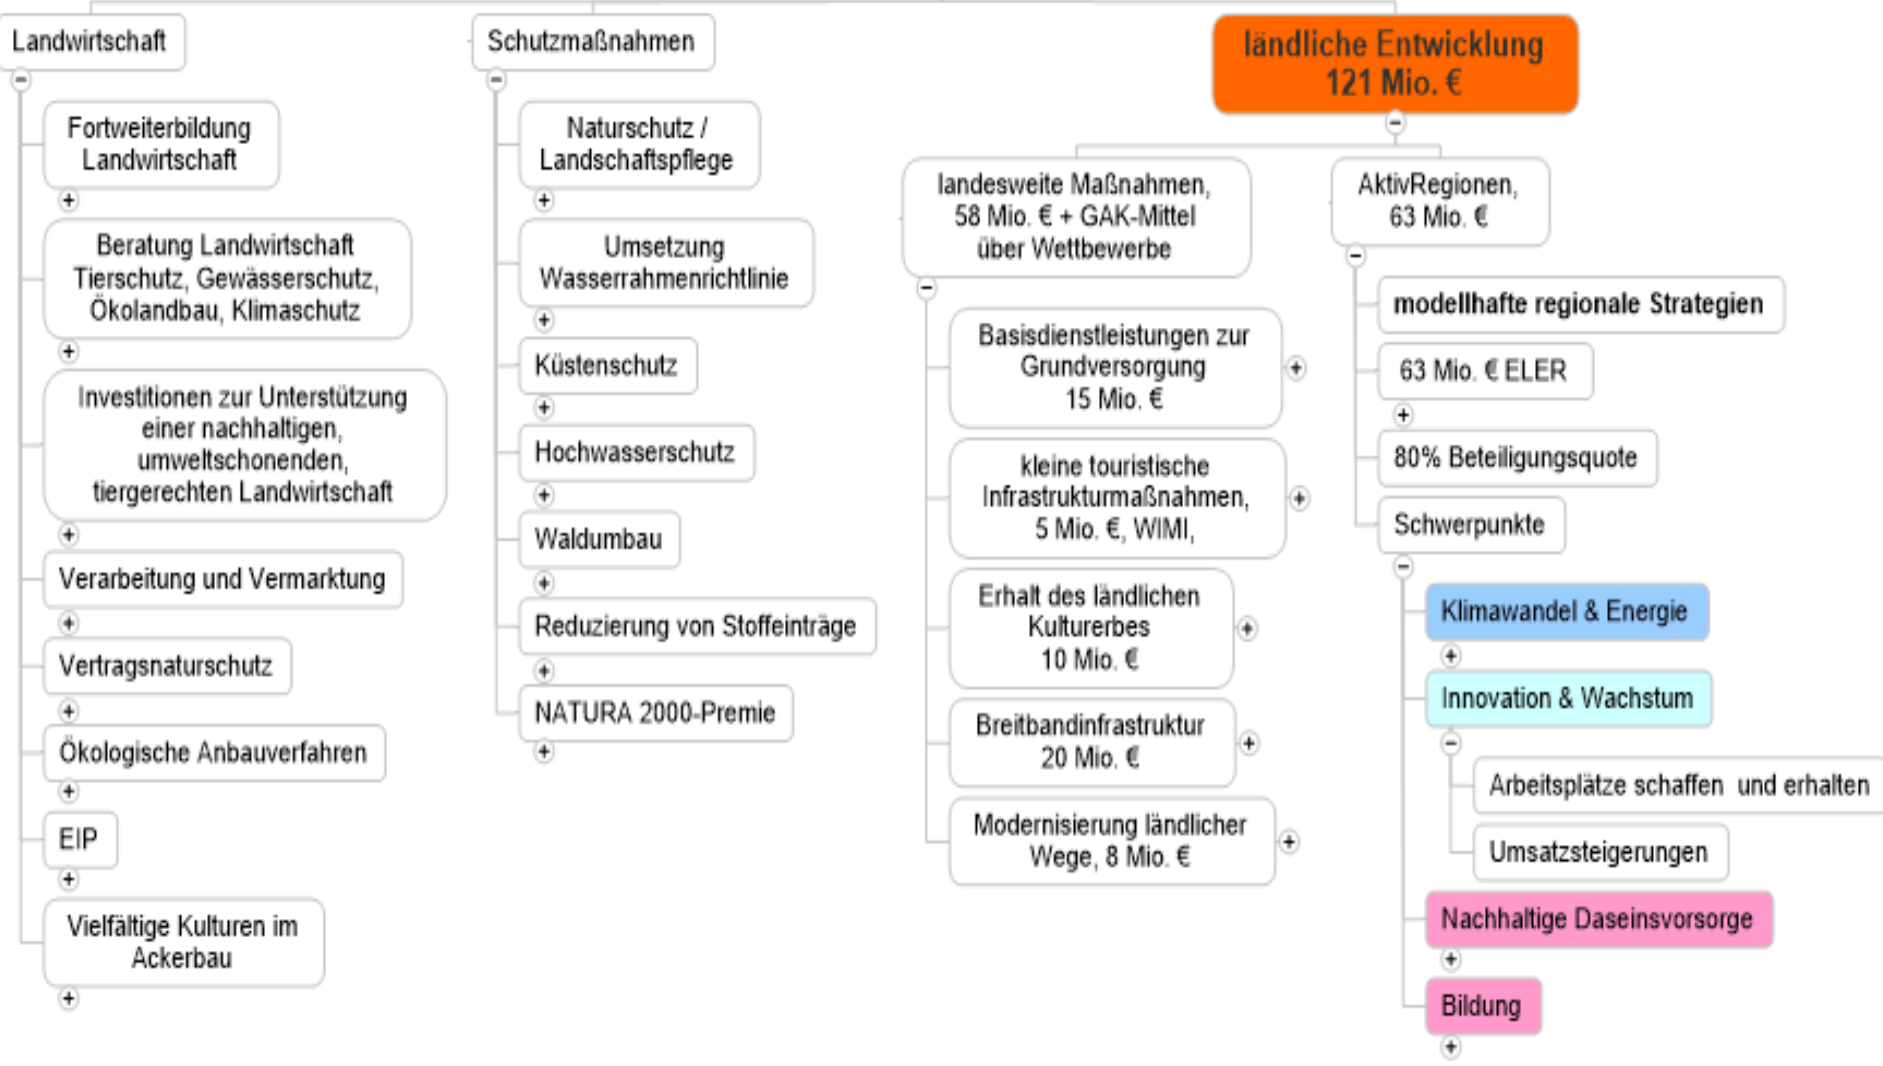 Landwirtschaft
Fortweiterbildung
Landwirtschaft
Beratung Landwirtschaft
Tierschutz, Gewässerschutz,
Ökolandbau, Klimaschutz
Investitionen zur Unterstützung
einer nachhaltigen,
umweltschonenden,
tiergerechten Landwirtschaft
Verarbeitung und Vermarktung
Vertragsnaturschutz
Ökologische Anbauverfahren
EIP
Vielfältige Kulturen im
Ackerbau
Schutzmaßnahmen
Naturschutz /
Landschaftspflege
Umsetzung
Wasserrahmenrichtlinie
Küstenschutz
Hochwasserschutz
Waldumbau
Reduzierung von Stoffeinträge
NATURA 2000-Premie
ländliche Entwicklung
121 Mio. €
landesweite Maßnahmen,
58 Mio. € + GAK-Mittel
über Wettbewerbe
Basisdienstleistungen zur
Grundversorgung
15 Mio. €
kleine touristische
Infrastrukturmaßnahmen,
5 Mio. €, WIMI,
Erhalt des ländlichen
Kulturerbes
10 Mio. €
Breitbandinfrastruktur
20 Mio. €
Modernisierung ländlicher
Wege, 8 Mio. €
AktivRegionen,
63 Mio. €
modellhafte regionale Strategien
63 Mio. € ELER
80% Beteiligungsquote
Schwerpunkte
Klimawandel & Energie
Innovation & Wachstum
Arbeitsplätze schaffen und erhalten
Umsatzsteigerungen
Nachhaltige Daseinsvorsorge
Bildung